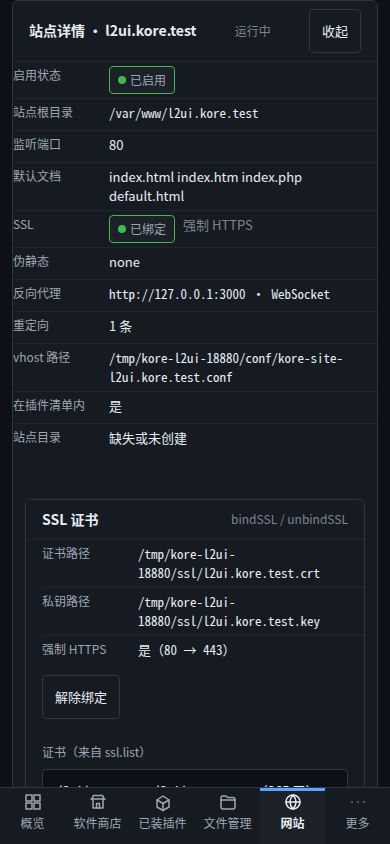 站点详情 • l2ui.kore.test 运行中 收起
启用状态 已启用
站点根目录 /var/www/l2ui.kore.test
监听端口 80
默认文档 index.html index.htm index.php
default.html
SSL 已绑定 强制 HTTPS
伪静态 none
反向代理 http://127.0.0.1:3000 • WebSocket
重定向 1 条
vhost 路径 /tmp/kore-l2ui-18880/conf/kore-site-
l2ui.kore.test.conf
在插件清单内 是
站点目录 缺失或未创建
SSL 证书 bindSSL / unbindSSL
证书路径 /tmp/kore-l2ui-
18880/ssl/l2ui.kore.test.crt
私钥路径 /tmp/kore-l2ui-
18880/ssl/l2ui.kore.test.key
强制 HTTPS 是（80 → 443）
解除绑定
证书（来自 ssl.list）
概览 软件商店 已装插件 文件管理 网站 更多